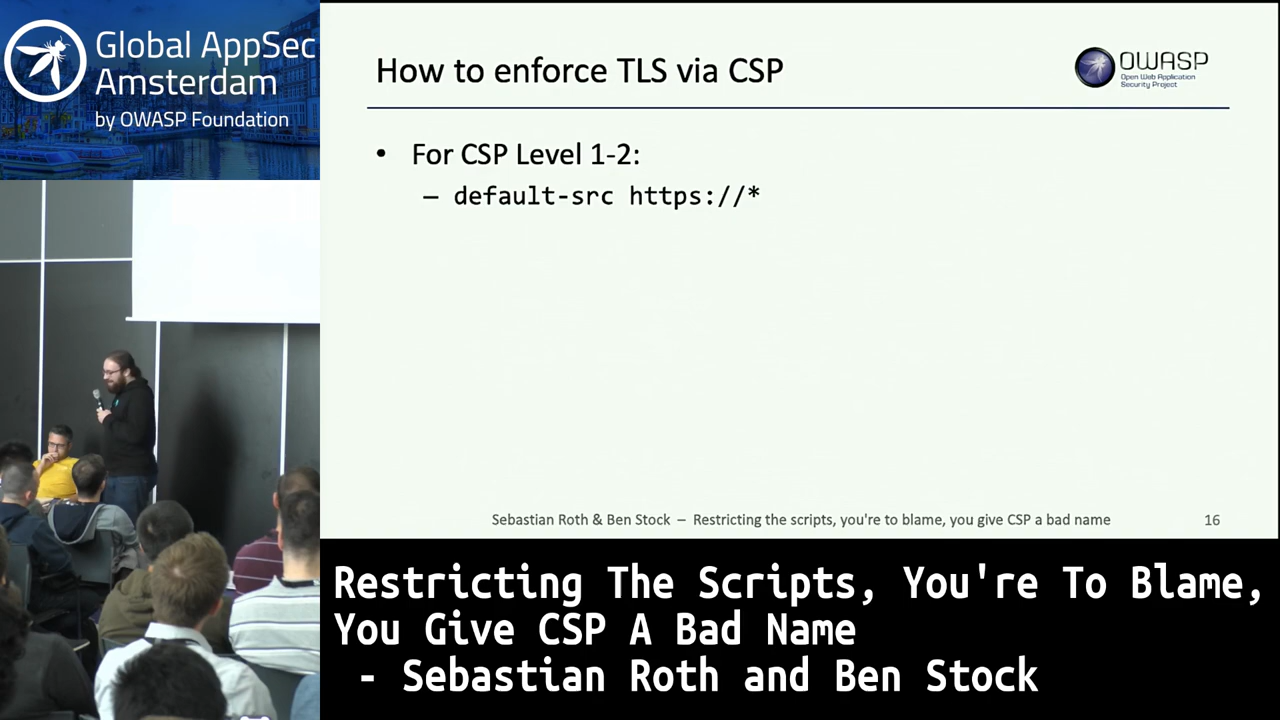 Global AppSec
Amsterdam
by OWASP Foundation
How to enforce TLS via CSP
OWASP
Open Web Application
Security Project
• For CSP Level 1-2:
– default-src https://*
Sebastian Roth & Ben Stock – Restricting the scripts, you're to blame, you give CSP a bad name
16
Restricting The Scripts, You're To Blame,
You Give CSP A Bad Name
- Sebastian Roth and Ben Stock